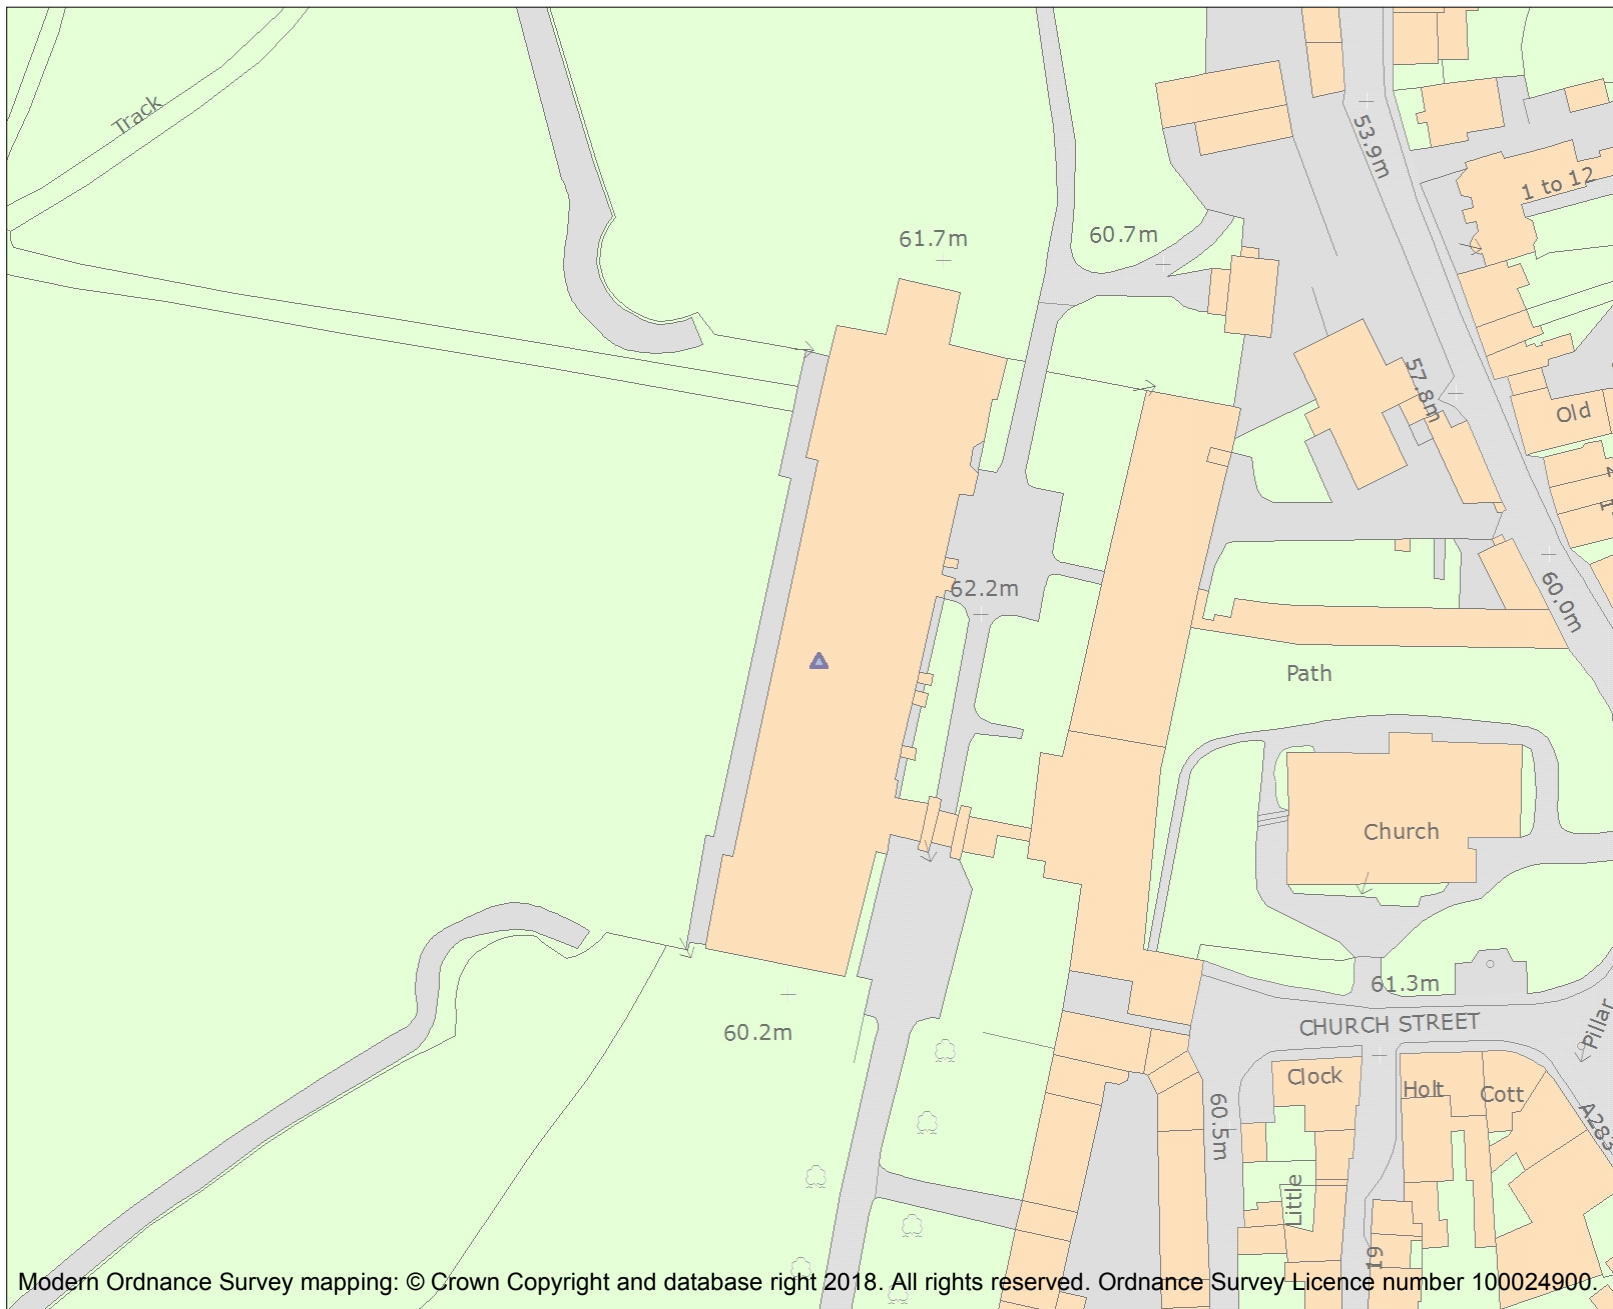 Track
53.9m
1 to 12
61.7m
60.7m
57.8m
Old
62.2m
60.0m
Path
Church
61.3m
CHURCH STREET
Pillar
60.2m
Clock
Holt
Cott
60.5m
A283
Little
19
Modern Ordnance Survey mapping: © Crown Copyright and database right 2018. All rights reserved. Ordnance Survey Licence number 100024900.